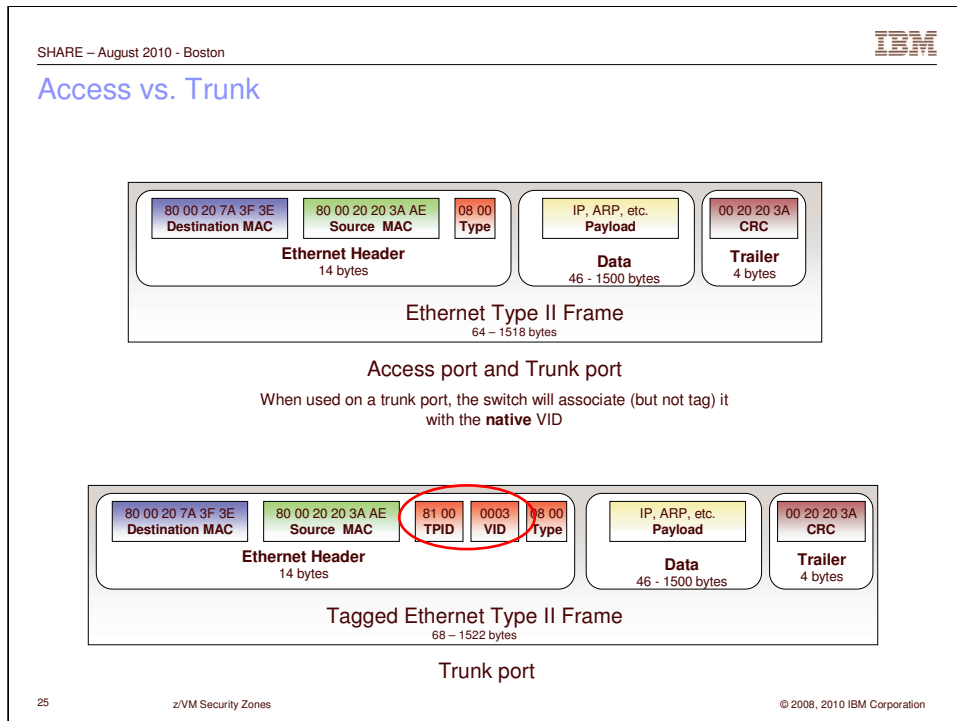 SHARE – August 2010 - Boston
IBM
Access vs. Trunk
80 00 20 7A 3F 3E
Destination MAC
80 00 20 20 3A AE
Source MAC
08 00
Type
Ethernet Header
14 bytes
IP, ARP, etc.
Payload
Data
46 - 1500 bytes
00 20 20 3A
CRC
Trailer
4 bytes
Ethernet Type II Frame
64 – 1518 bytes
Access port and Trunk port
When used on a trunk port, the switch will associate (but not tag) it
with the native VID
80 00 20 7A 3F 3E
Destination MAC
80 00 20 20 3A AE
Source MAC
81 00
TPID
0003
VID
08 00
Type
Ethernet Header
14 bytes
IP, ARP, etc.
Payload
Data
46 - 1500 bytes
00 20 20 3A
CRC
Trailer
4 bytes
Tagged Ethernet Type II Frame
68 – 1522 bytes
Trunk port
25
z/VM Security Zones
© 2008, 2010 IBM Corporation